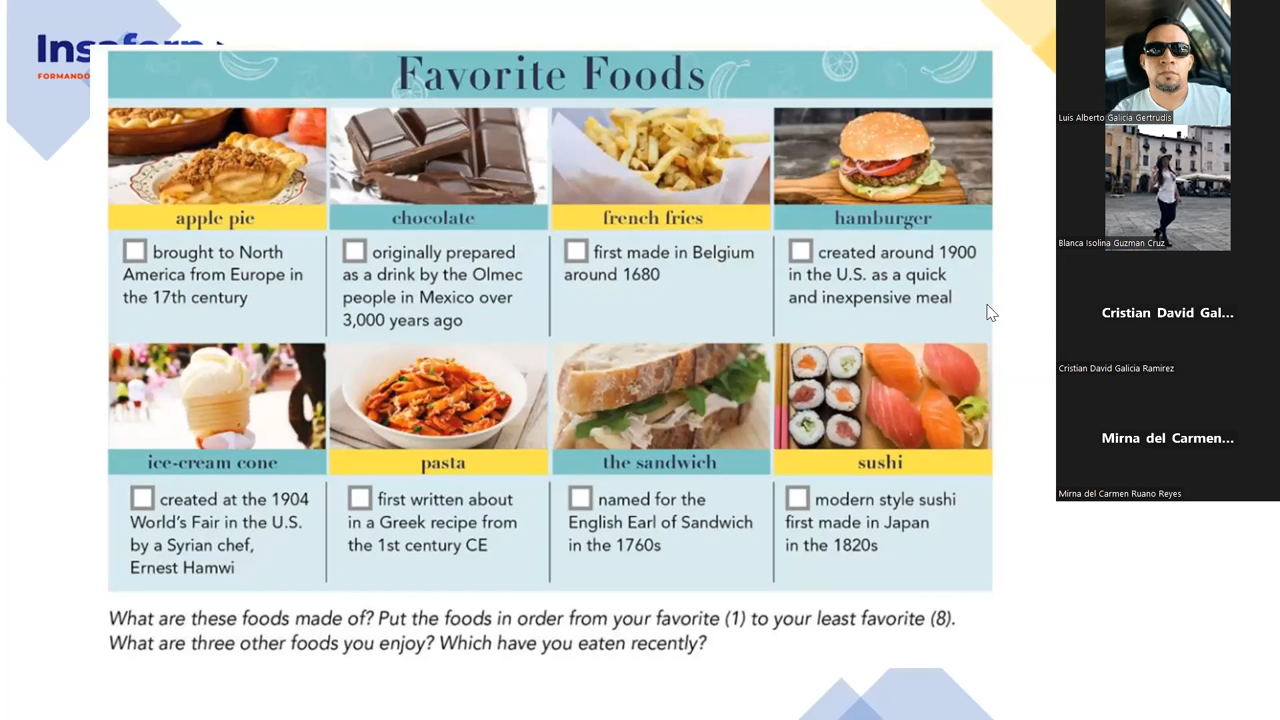 FORMANDO
Favorite Foods
apple pie
brought to North
America from Europe in
the 17th century
chocolate
originally prepared
as a drink by the Olmec
people in Mexico over
3,000 years ago
french fries
first made in Belgium
around 1680
hamburger
created around 1900
in the U.S. as a quick
and inexpensive meal
ice-cream cone
created at the 1904
World's Fair in the U.S.
by a Syrian chef,
Ernest Hamwi
pasta
first written about
in a Greek recipe from
the 1st century CE
the sandwich
named for the
English Earl of Sandwich
in the 1760s
sushi
modern style sushi
first made in Japan
in the 1820s
What are these foods made of? Put the foods in order from your favorite (1) to your least favorite (8).
What are three other foods you enjoy? Which have you eaten recently?
Luis Alberto Galicia Gertrudis
Blanca Isolina Guzman Cruz
Cristian David Gal...
Cristian David Galicia Ramirez
Mirna del Carmen...
Mirna del Carmen Ruano Reyes